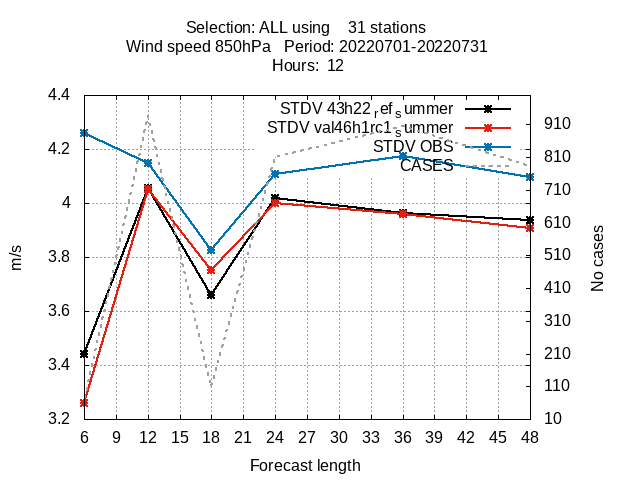 Selection: ALL using 31 stations
Wind speed 850hPa Period: 20220701-20220731
Hours: 12
4.4
4.2
4
3.8
3.6
3.4
3.2
m/s
STDV 43h22_ref_summer
STDV val46h1rc1_summer
STDV OBS
CASES
910
810
710
610
510
410
310
210
110
10
No cases
6 9 12 15 18 21 24 27 30 33 36 39 42 45 48
Forecast length